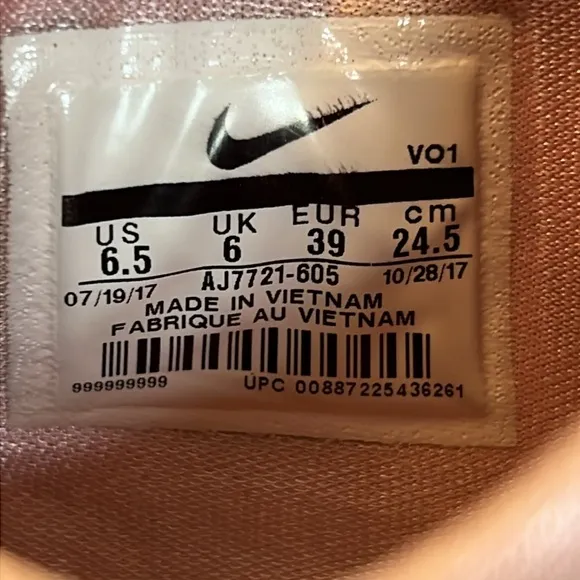 VO1
US UK EUR cm
6.5 6 39 24.5
07/19/17 AJ7721-605 10/28/17
MADE IN VIETNAM
FABRIQUE AU VIETNAM
999999999 UPC 00887225436261